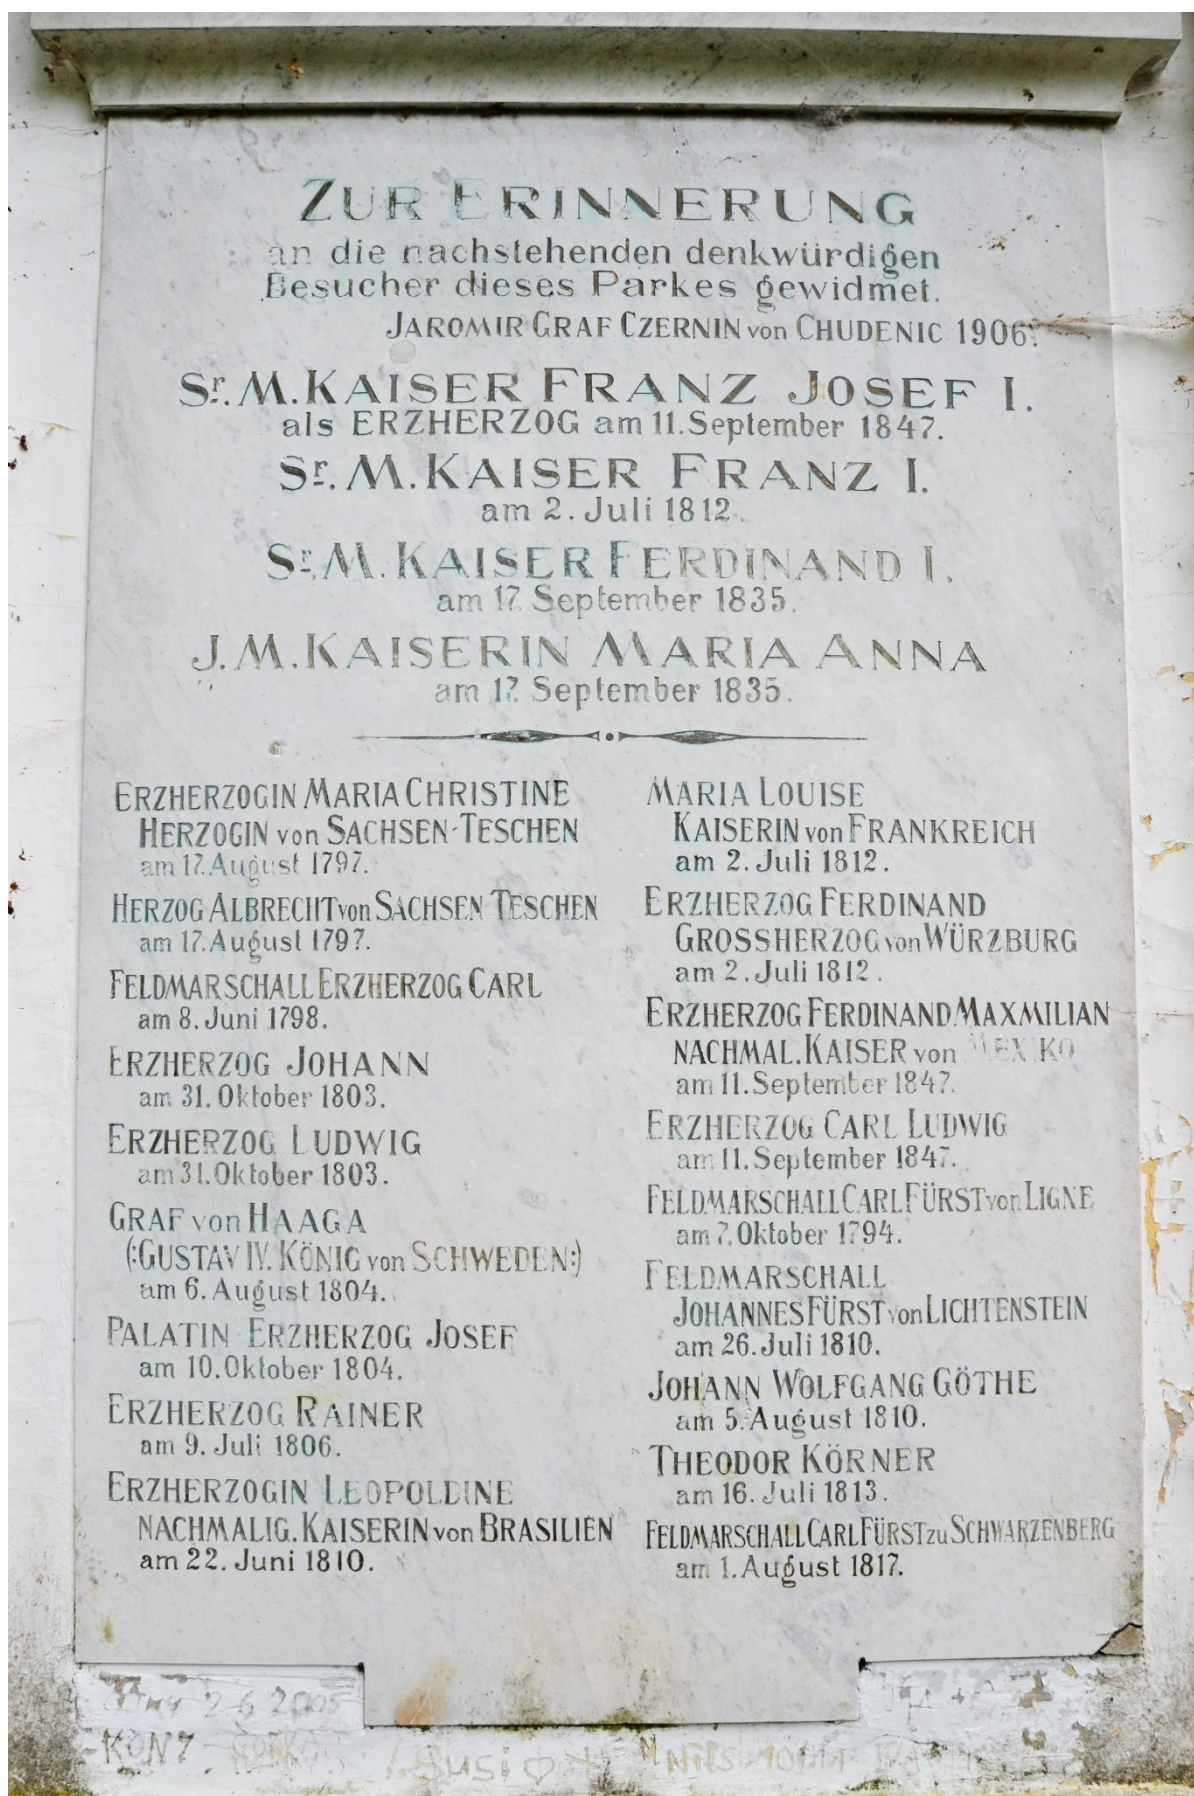 ZUR ERINNERUNG
an die nachstehenden denkwürdigen
Besucher dieses Parkes gewidmet.
JAROMIR GRAF CZERNIN von CHUDENIC 1906.
Sr. M. KAISER FRANZ JOSEF I.
als ERZHERZOG am 11. September 1847.
Sr. M. KAISER FRANZ I.
am 2. Juli 1812.
Sr. M. KAISER FERDINAND I.
am 17. September 1835.
J. M. KAISERIN MARIA ANNA
am 17. September 1835.
ERZHERZOGIN MARIA CHRISTINE
HERZOGIN von SACHSEN-TESCHEN
am 17. August 1797.
HERZOG ALBRECHT von SACHSEN TESCHEN
am 17. August 1797.
FELDMARSCHALL ERZHERZOG CARL
am 8. Juni 1798.
ERZHERZOG JOHANN
am 31. Oktober 1803.
ERZHERZOG LUDWIG
am 31. Oktober 1803.
GRAF von HAAGA
(:GUSTAV IV. KÖNIG von SCHWEDEN:)
am 6. August 1804.
PALATIN ERZHERZOG JOSEF
am 10. Oktober 1804.
ERZHERZOG RAINER
am 9. Juli 1806.
ERZHERZOGIN LEOPOLDINE
NACHMALIG. KAISERIN von BRASILIEN
am 22. Juni 1810.
MARIA LOUISE
KAISERIN von FRANKREICH
am 2. Juli 1812.
ERZHERZOG FERDINAND
GROSSHERZOG von WÜRZBURG
am 2. Juli 1812.
ERZHERZOG FERDINAND MAXMILIAN
NACHMAL. KAISER von MEXIKO
am 11. September 1847.
ERZHERZOG CARL LUDWIG
am 11. September 1847.
FELDMARSCHALL CARL FÜRST von LIGNE
am 7. Oktober 1794.
FELDMARSCHALL
JOHANNES FÜRST von LICHTENSTEIN
am 26. Juli 1810.
JOHANN WOLFGANG GÖTHE
am 5. August 1810.
THEODOR KÖRNER
am 16. Juli 1813.
FELDMARSCHALL CARL FÜRST zu SCHWARZENBERG
am 1. August 1817.
2 6 2005